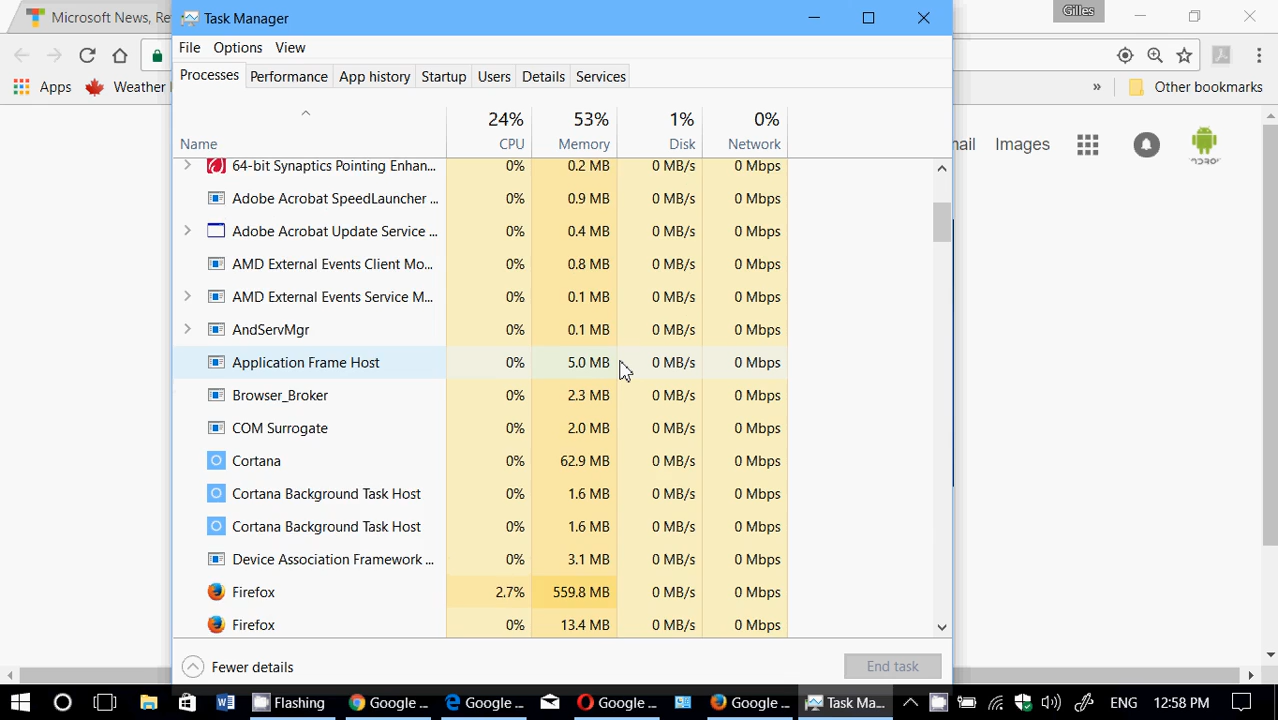 Microsoft News, Re
Task Manager
Gilles
File Options View
Processes Performance App history Startup Users Details Services
Apps Weather
» Other bookmarks
24% 53% 1% 0%
Name CPU Memory Disk Network
ail Images
64-bit Synaptics Pointing Enhan... 0% 0.2 MB 0 MB/s 0 Mbps
Adobe Acrobat SpeedLauncher ... 0% 0.9 MB 0 MB/s 0 Mbps
Adobe Acrobat Update Service ... 0% 0.4 MB 0 MB/s 0 Mbps
AMD External Events Client Mo... 0% 0.8 MB 0 MB/s 0 Mbps
AMD External Events Service M... 0% 0.1 MB 0 MB/s 0 Mbps
AndServMgr 0% 0.1 MB 0 MB/s 0 Mbps
Application Frame Host 0% 5.0 MB 0 MB/s 0 Mbps
Browser_Broker 0% 2.3 MB 0 MB/s 0 Mbps
COM Surrogate 0% 2.0 MB 0 MB/s 0 Mbps
Cortana 0% 62.9 MB 0 MB/s 0 Mbps
Cortana Background Task Host 0% 1.6 MB 0 MB/s 0 Mbps
Cortana Background Task Host 0% 1.6 MB 0 MB/s 0 Mbps
Device Association Framework ... 0% 3.1 MB 0 MB/s 0 Mbps
Firefox 2.7% 559.8 MB 0 MB/s 0 Mbps
Firefox 0% 13.4 MB 0 MB/s 0 Mbps
Fewer details End task
Flashing Google ... Google ... Google ... Google ... Task Ma... ENG 12:58 PM